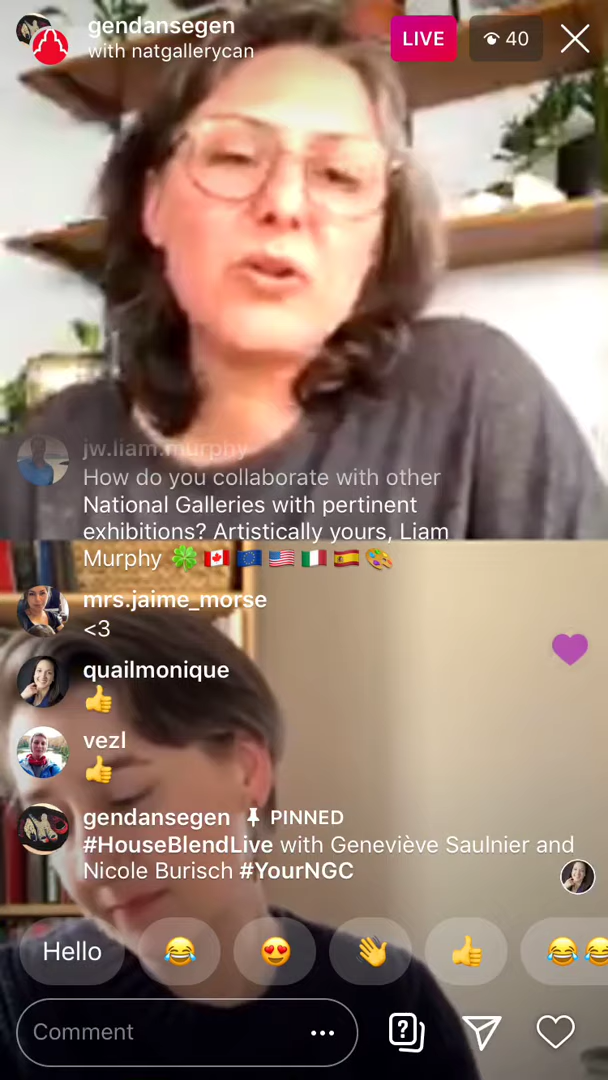 gendansegen
with natgallerycan
LIVE
40
jw.liam.murphy
How do you collaborate with other
National Galleries with pertinent
exhibitions? Artistically yours, Liam
Murphy 🍀🇨🇦🇪🇺🇺🇸🇮🇹🇪🇸🎨
mrs.jaime_morse
<3
quailmonique
👍
vezl
👍
gendansegen 📌 PINNED
#HouseBlendLive with Geneviève Saulnier and
Nicole Burisch #YourNGC
Hello 😂 😍 👋 👍 😂😂
Comment ...